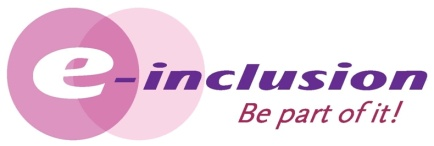 e-inclusion
Be part of it!